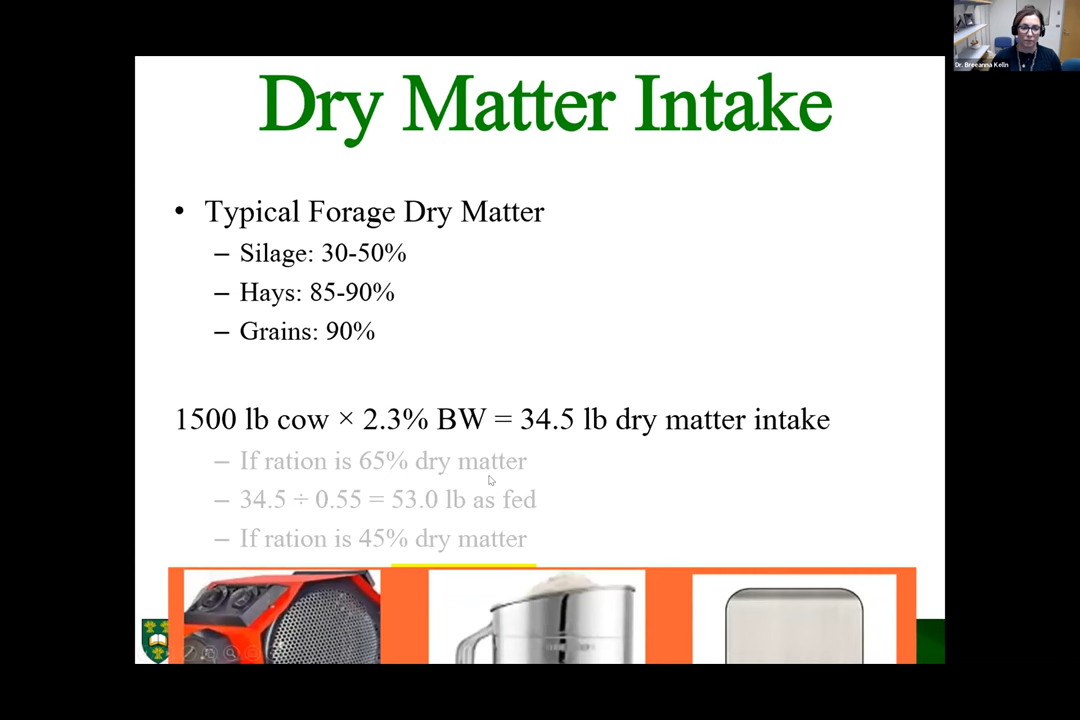 Dr. Breeanna Kelln
Dry Matter Intake
• Typical Forage Dry Matter
– Silage: 30-50%
– Hays: 85-90%
– Grains: 90%
1500 lb cow × 2.3% BW = 34.5 lb dry matter intake
– If ration is 65% dry matter
– 34.5 ÷ 0.55 = 53.0 lb as fed
– If ration is 45% dry matter